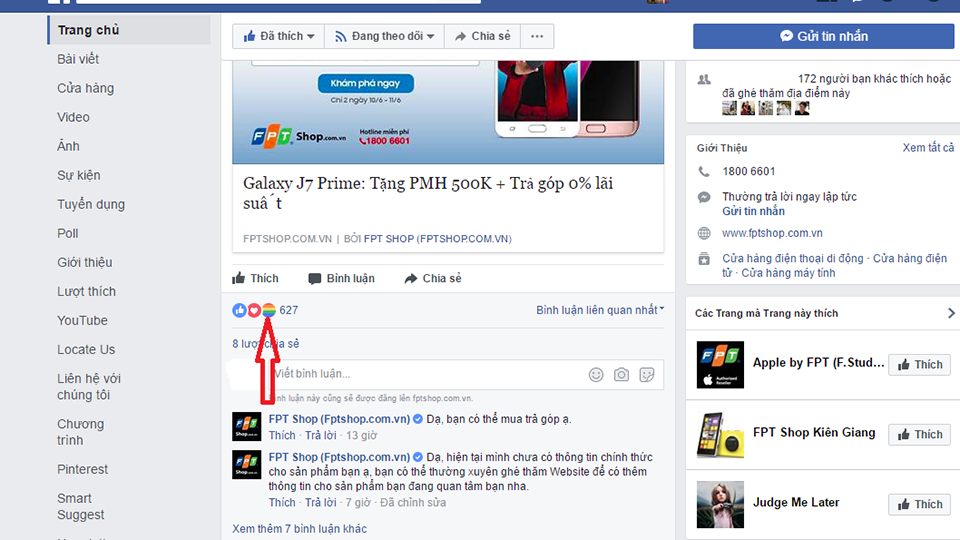 Trang chủ
Bài viết
Cửa hàng
Video
Ảnh
Sự kiện
Tuyển dụng
Poll
Giới thiệu
Lượt thích
YouTube
Locate Us
Liên hệ với
chúng tôi
Chương
trình
Pinterest
Smart
Suggest
Đã thích
Đang theo dõi
Chia sẻ
Khám phá ngay
Chỉ 2 ngày 10/6 - 11/6
FPT Shop.com.vn
Hotline miễn phí
1800 6601
Galaxy J7 Prime: Tặng PMH 500K + Trả góp 0% lãi
suất
FPTSHOP.COM.VN | BỞI FPT SHOP (FPTSHOP.COM.VN)
Thích Bình luận Chia sẻ
627
Bình luận liên quan nhất
8 lượt chia sẻ
Viết bình luận...
bình luận này cũng sẽ được đăng lên fptshop.com.vn.
FPT Shop.com.vn
FPT Shop (Fptshop.com.vn) Dạ, bạn có thể mua trả góp ạ.
Thích · Trả lời · 13 giờ
FPT Shop.com.vn
FPT Shop (Fptshop.com.vn) Dạ, hiện tại mình chưa có thông tin chính thức
cho sản phẩm bạn ạ, bạn có thể thường xuyên ghé thăm Website để có thêm
thông tin cho sản phẩm bạn đang quan tâm bạn nha.
Thích · Trả lời · 7 giờ · Đã chỉnh sửa
Xem thêm 7 bình luận khác
Gửi tin nhắn
172 người bạn khác thích hoặc
đã ghé thăm địa điểm này
Giới Thiệu
Xem tất cả
1800 6601
Thường trả lời ngay lập tức
Gửi tin nhắn
www.fptshop.com.vn
Cửa hàng điện thoại di động · Cửa hàng điện
tử · Cửa hàng máy tính
Các Trang mà Trang này thích
FPT
Authorised
Reseller
Apple by FPT (F.Stud...
Thích
FPT Shop Kiên Giang
Thích
Judge Me Later
Thích